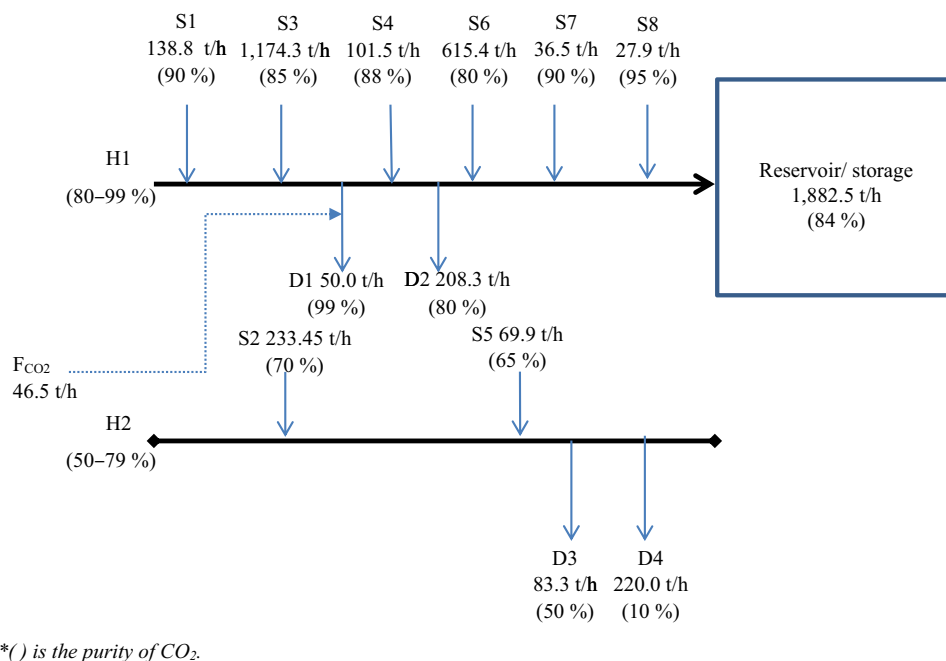 S1
138.8 t/h
(90 %)
S3
1,174.3 t/h
(85 %)
S4
101.5 t/h
(88 %)
S6
615.4 t/h
(80 %)
S7
36.5 t/h
(90 %)
S8
27.9 t/h
(95 %)
H1
(80–99 %)
Reservoir/ storage
1,882.5 t/h
(84 %)
D1 50.0 t/h
(99 %)
D2 208.3 t/h
(80 %)
S2 233.45 t/h
(70 %)
S5 69.9 t/h
(65 %)
FCO2
46.5 t/h
H2
(50–79 %)
D3
83.3 t/h
(50 %)
D4
220.0 t/h
(10 %)
*( ) is the purity of CO2.